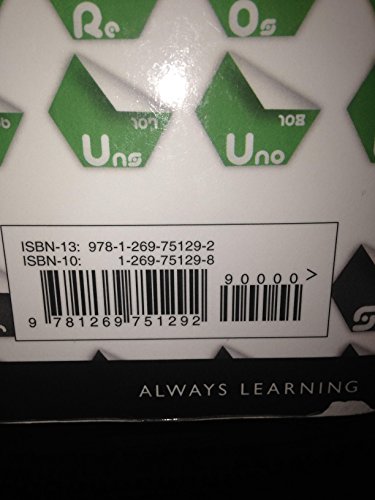 Re Os
Uns Uno
107 108
ISBN-13: 978-1-269-75129-2
ISBN-10: 1-269-75129-8
90000>
9 781269 751292
ALWAYS LEARNING